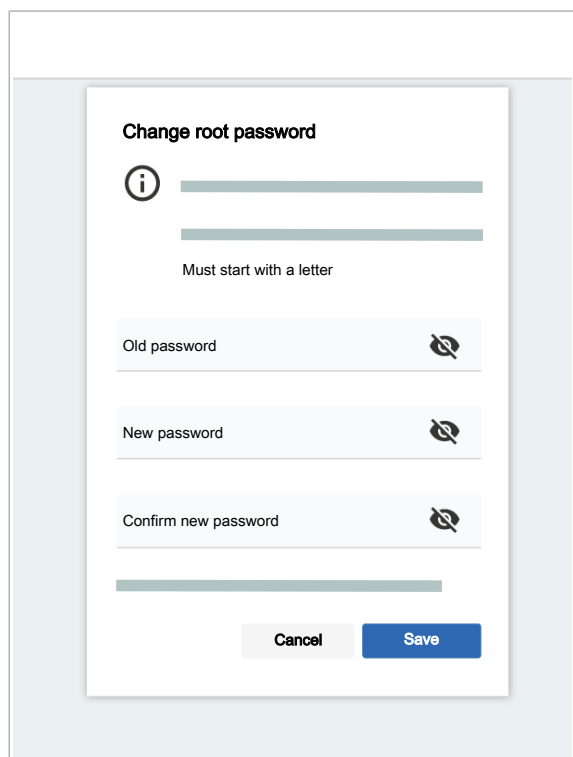 Change root password
Must start with a letter
Old password
New password
Confirm new password
Cancel
Save